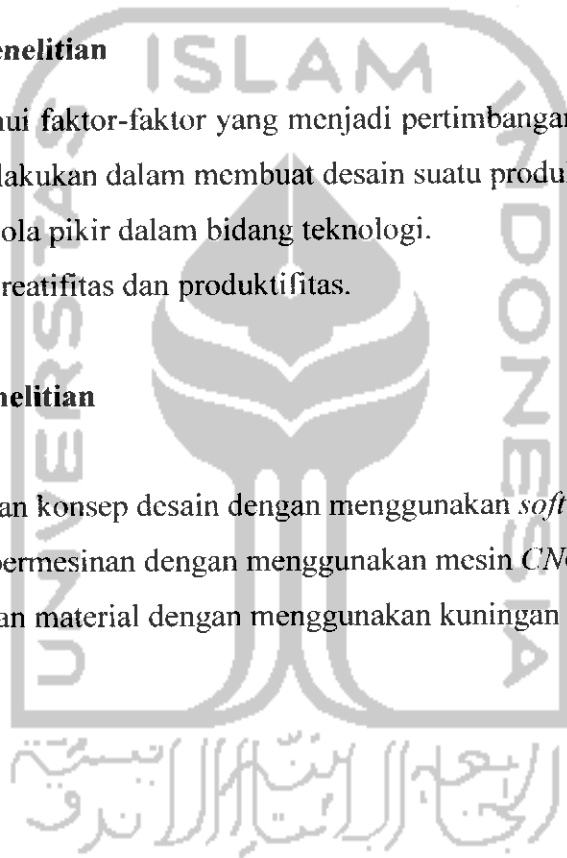 ISLAM
UNIVERSITAS
INDONESIA
enelitian
ui faktor-faktor yang menjadi pertimbangan
lakukan dalam membuat desain suatu produ
ola pikir dalam bidang teknologi.
reatifitas dan produktifitas.
nelitian
an konsep desain dengan menggunakan soft
permesinan dengan menggunakan mesin CN
an material dengan menggunakan kuningan